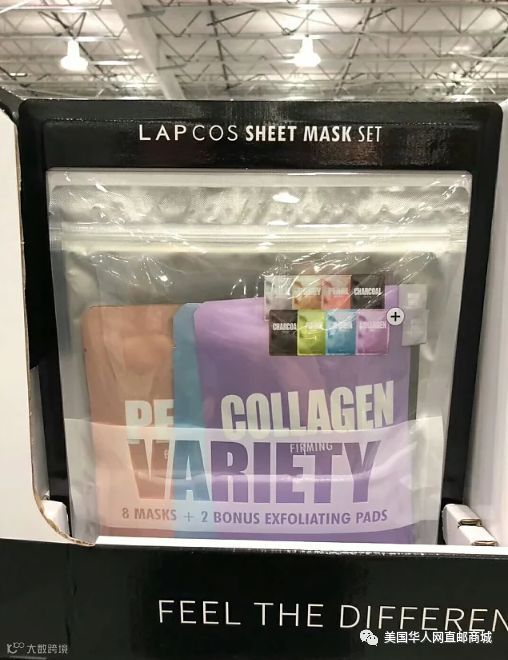 LAPCOS SHEET MASK SET
PEARL CHARCOAL
CHARCOAL COLLAGEN
+
COLLAGEN
FIRMING
VARIETY
8 MASKS + 2 BONUS EXFOLIATING PADS
FEEL THE DIFFEREN
美国华人网直邮商城
大数跨境